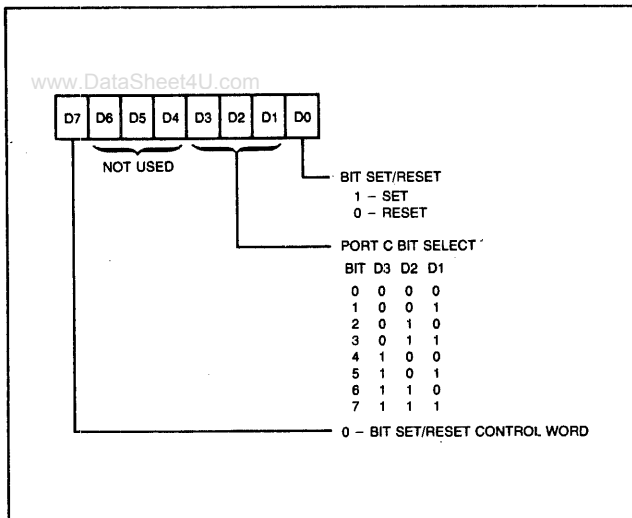 www.DataSheet4U.com
D7 D6 D5 D4 D3 D2 D1 D0
NOT USED
BIT SET/RESET
1 – SET
0 – RESET
PORT C BIT SELECT
BIT D3 D2 D1
0 0 0 0
1 0 0 1
2 0 1 0
3 0 1 1
4 1 0 0
5 1 0 1
6 1 1 0
7 1 1 1
0 – BIT SET/RESET CONTROL WORD